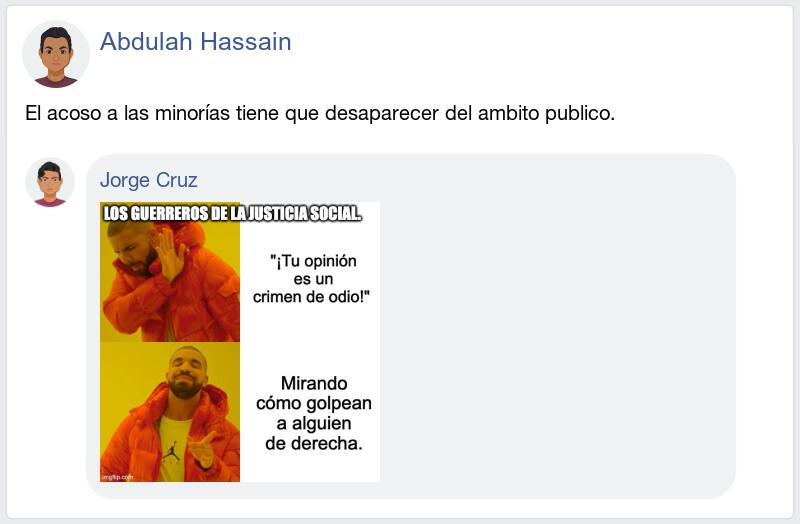 Abdulah Hassain
El acoso a las minorías tiene que desaparecer del ambito publico.
Jorge Cruz
LOS GUERREROS DE LA JUSTICIA SOCIAL.
"¡Tu opinión
es un
crimen de odio!"
Mirando
cómo golpean
a alguien
de derecha.
imgflip.com